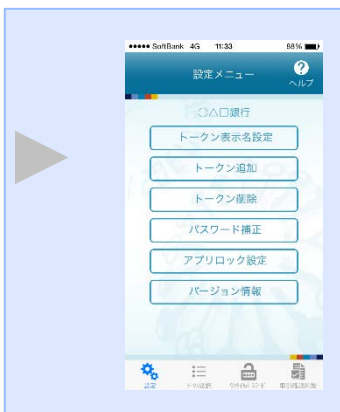 ●●●●● SoftBank 4G 11:33 88%
設定メニュー
?
ヘルプ
○△□銀行
トークン表示名設定
トークン追加
トークン削除
パスワード補正
アプリロック設定
バージョン情報
設定